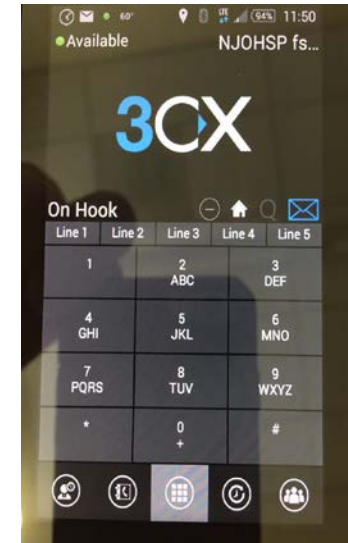 60° LTE 94% 11:50
Available NJOHSP fs...
3CX
On Hook Q
Line 1 Line 2 Line 3 Line 4 Line 5
1 2 3
ABC DEF
4 5 6
GHI JKL MNO
7 8 9
PQRS TUV WXYZ
* 0 #
+